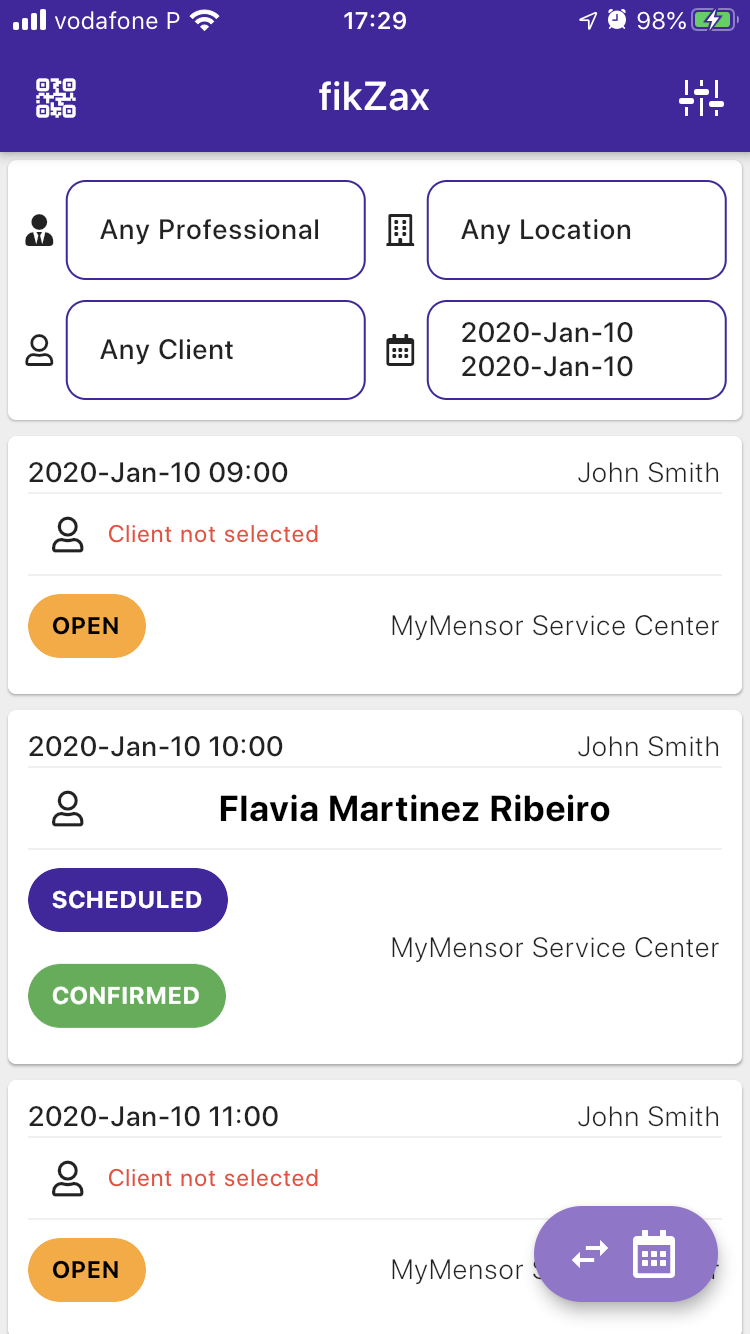 vodafone P 17:29 98%
fikZax
Any Professional Any Location
Any Client 2020-Jan-10
2020-Jan-10
2020-Jan-10 09:00 John Smith
Client not selected
OPEN MyMensor Service Center
2020-Jan-10 10:00 John Smith
Flavia Martinez Ribeiro
SCHEDULED
MyMensor Service Center
CONFIRMED
2020-Jan-10 11:00 John Smith
Client not selected
OPEN MyMensor